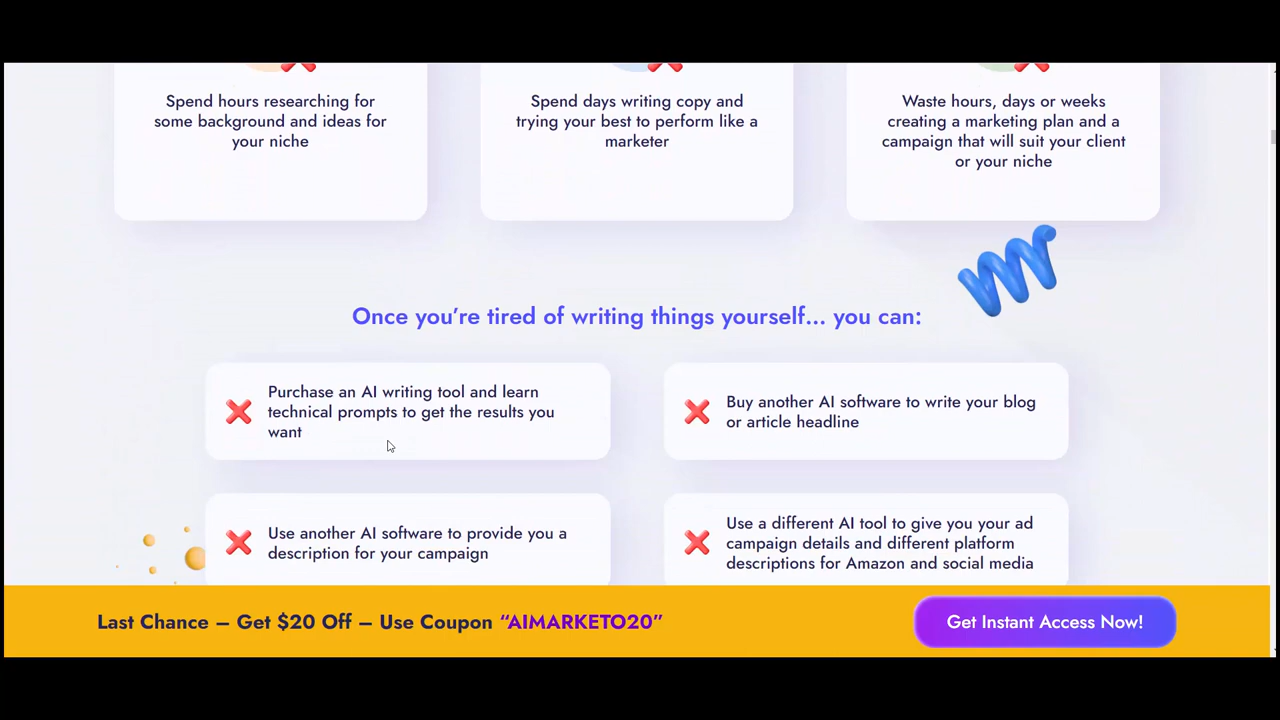 Spend hours researching for
some background and ideas for
your niche
Spend days writing copy and
trying your best to perform like a
marketer
Waste hours, days or weeks
creating a marketing plan and a
campaign that will suit your client
or your niche
Once you’re tired of writing things yourself... you can:
Purchase an AI writing tool and learn
technical prompts to get the results you
want
Buy another AI software to write your blog
or article headline
Use another AI software to provide you a
description for your campaign
Use a different AI tool to give you your ad
campaign details and different platform
descriptions for Amazon and social media
Last Chance – Get $20 Off – Use Coupon “AIMARKETO20”
Get Instant Access Now!